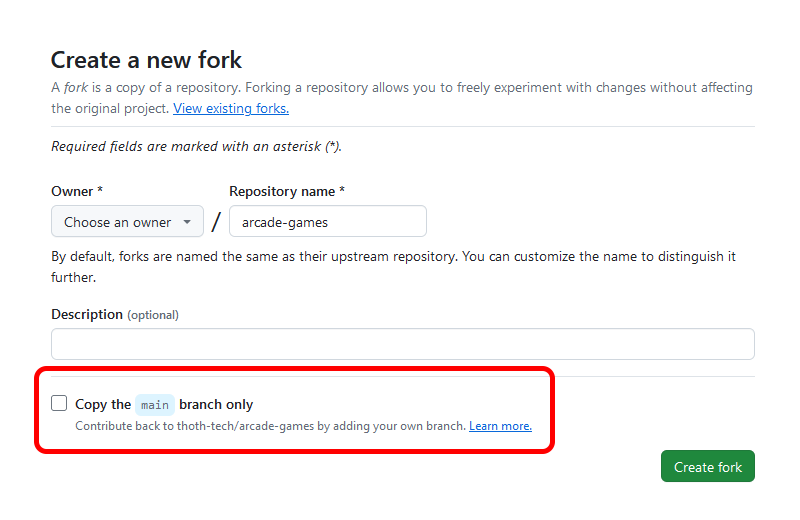 Create a new fork
A fork is a copy of a repository. Forking a repository allows you to freely experiment with changes without affecting
the original project. View existing forks.
Required fields are marked with an asterisk (*).
Owner *
Repository name *
Choose an owner
/
arcade-games
By default, forks are named the same as their upstream repository. You can customize the name to distinguish it
further.
Description (optional)
Copy the main branch only
Contribute back to thoth-tech/arcade-games by adding your own branch. Learn more.
Create fork